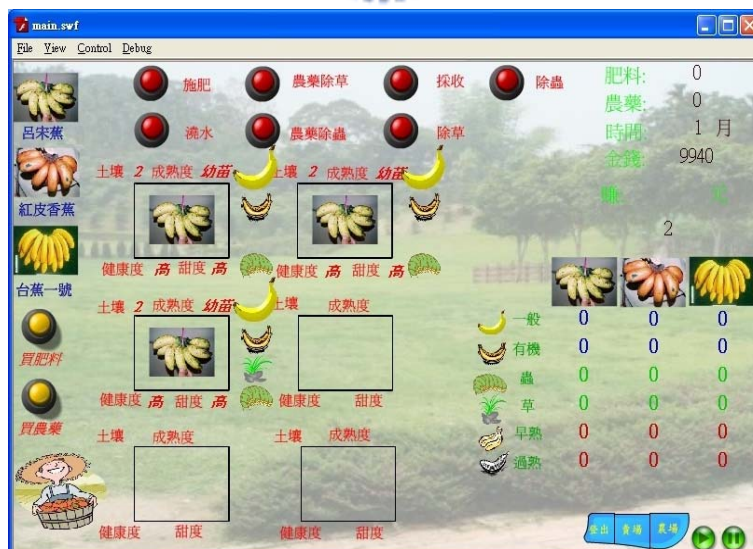 main.swf
File View Control Debug
施肥 農藥除草 採收 除蟲
澆水 農藥除蟲 除草
肥料: 0
農藥: 0
時間: 1 月
金錢: 9940
2
呂宋蕉
紅皮香蕉
台蕉一號
買肥料
買農藥
土壤 2 成熟度 幼苗
健康度 高 甜度 高
土壤 2 成熟度 幼苗
健康度 高 甜度 高
土壤 2 成熟度 幼苗
健康度 高 甜度 高
土壤 成熟度
健康度 甜度
土壤 成熟度
健康度 甜度
土壤 成熟度
健康度 甜度
一般 0 0 0
有機 0 0 0
蟲 0 0 0
草 0 0 0
早熟 0 0 0
過熟 0 0 0
登出 賣場 農場